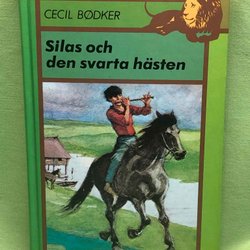 CECIL BØDKER
Silas och
den svarta hästen